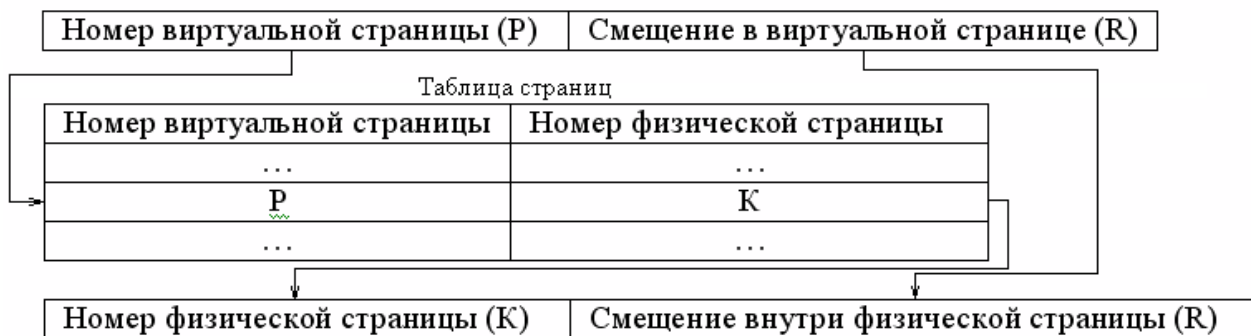 Номер виртуальной страницы (P) Смещение в виртуальной странице (R)
Таблица страниц
Номер виртуальной страницы Номер физической страницы
... ...
P К
... ...
Номер физической страницы (К) Смещение внутри физической страницы (R)